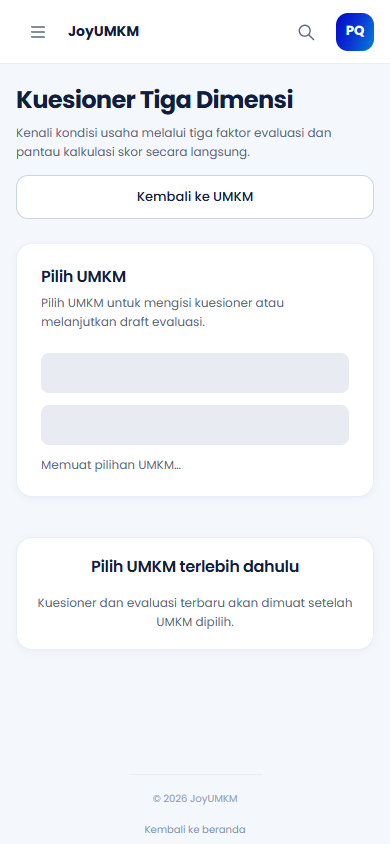 JoyUMKM
PQ
Kuesioner Tiga Dimensi
Kenali kondisi usaha melalui tiga faktor evaluasi dan
pantau kalkulasi skor secara langsung.
Kembali ke UMKM
Pilih UMKM
Pilih UMKM untuk mengisi kuesioner atau
melanjutkan draft evaluasi.
Memuat pilihan UMKM...
Pilih UMKM terlebih dahulu
Kuesioner dan evaluasi terbaru akan dimuat setelah
UMKM dipilih.
© 2026 JoyUMKM
Kembali ke beranda